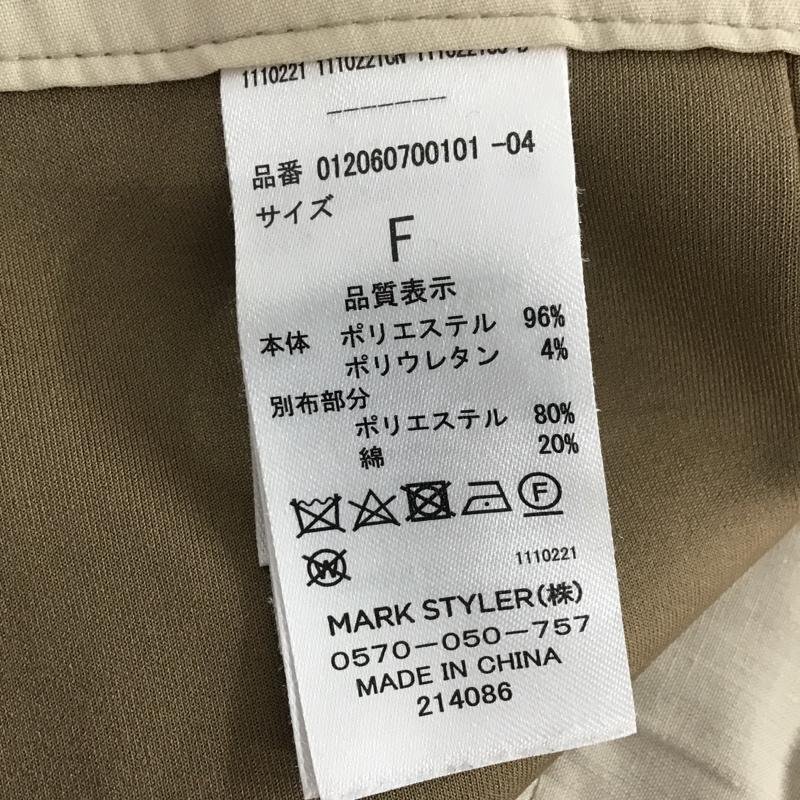 1110221
品番 012060700101 -04
サイズ
F
品質表示
本体 ポリエステル 96%
ポリウレタン 4%
別布部分
ポリエステル 80%
綿 20%
F
W
1110221
MARK STYLER(株)
0570-050-757
MADE IN CHINA
214086